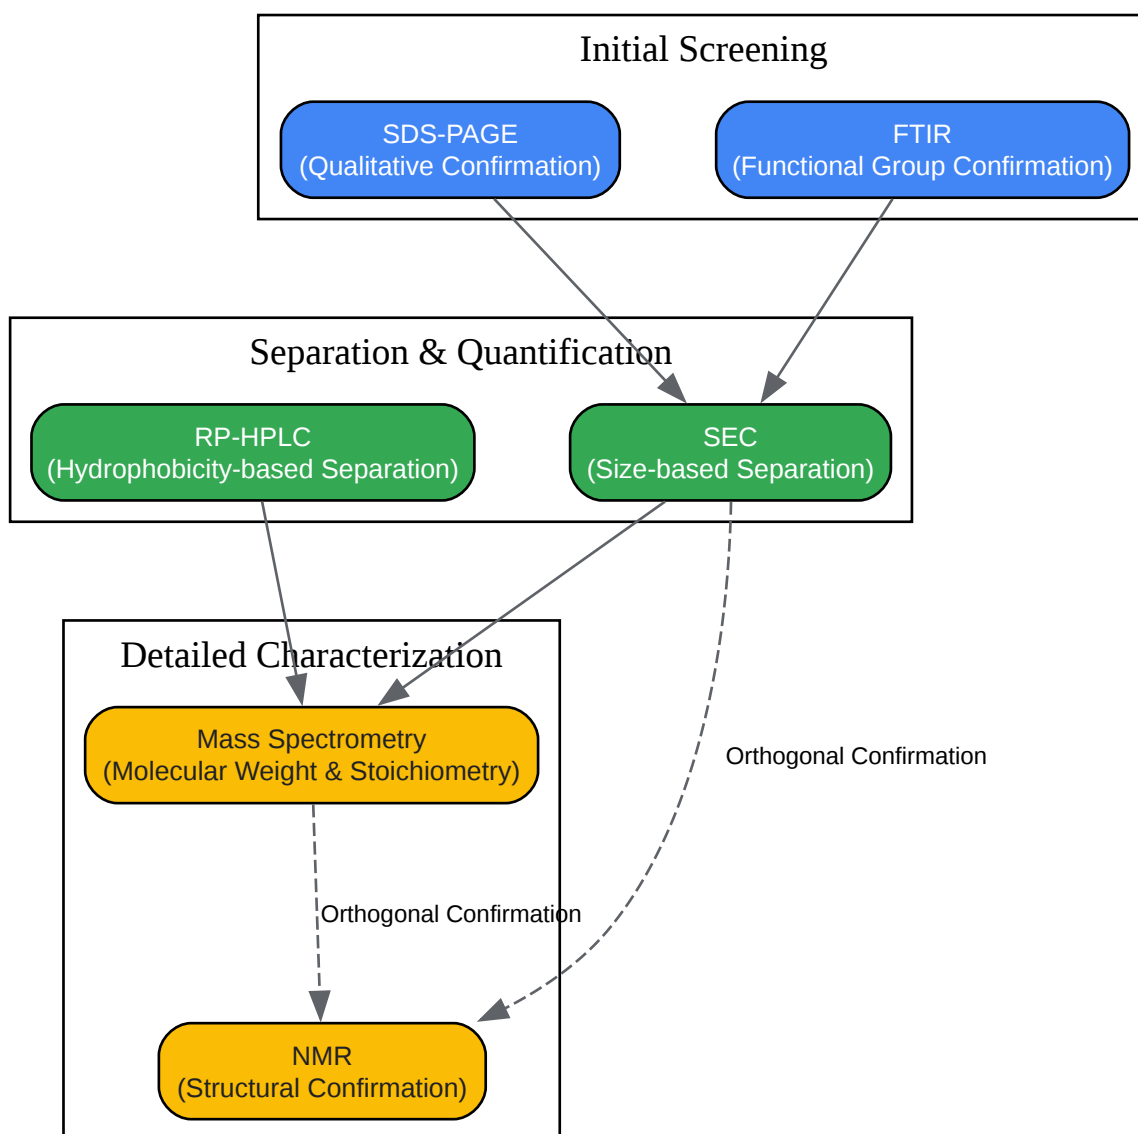 Initial Screening
SDS-PAGE
(Qualitative Confirmation)
FTIR
(Functional Group Confirmation)
Separation & Quantification
RP-HPLC
(Hydrophobicity-based Separation)
SEC
(Size-based Separation)
Detailed Characterization
Mass Spectrometry
(Molecular Weight & Stoichiometry)
Orthogonal Confirmation
Orthogonal Confirmation
NMR
(Structural Confirmation)